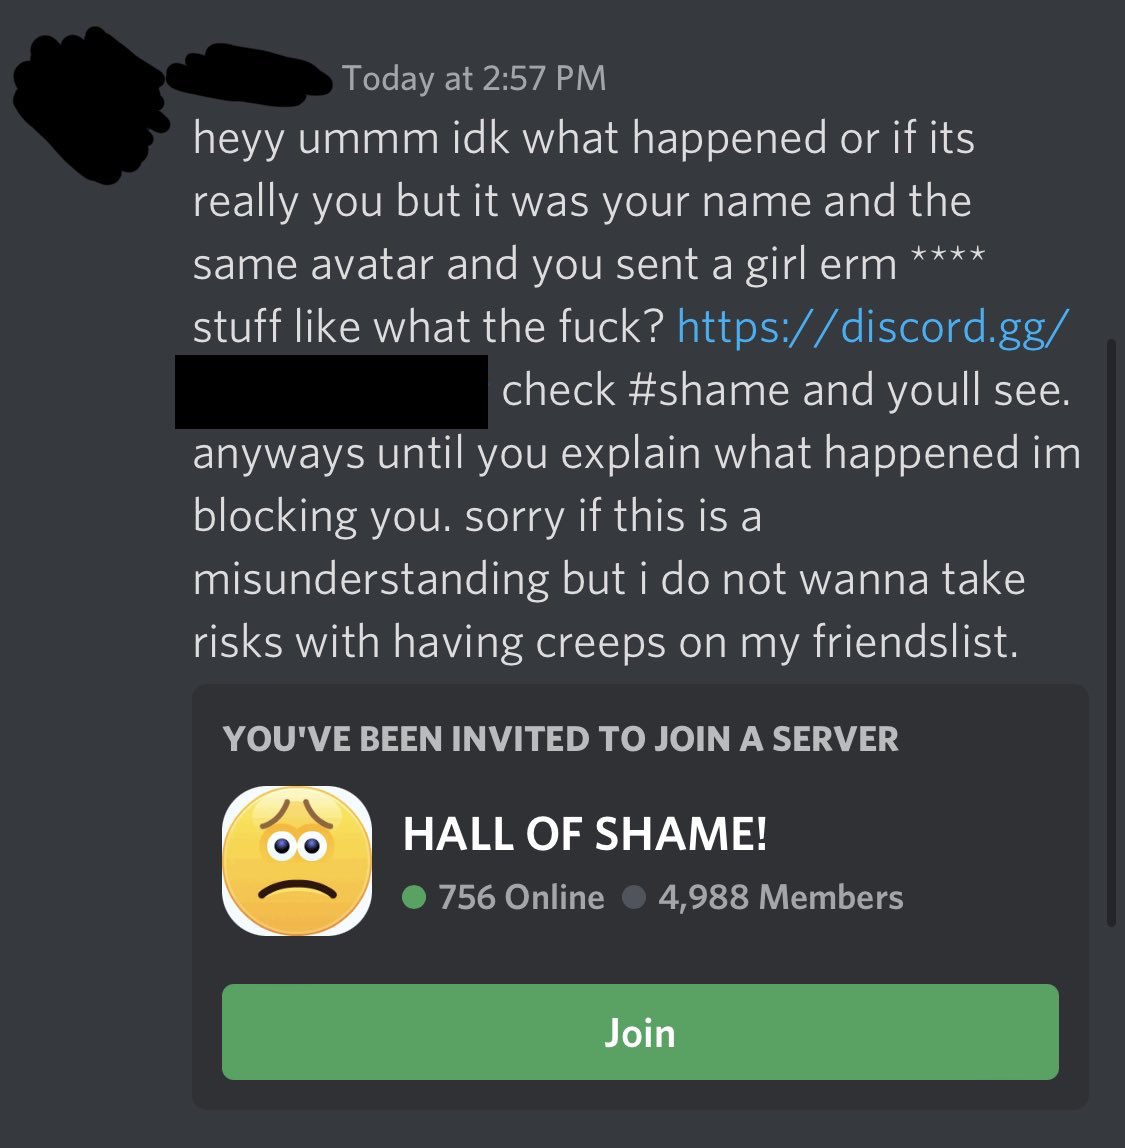 Today at 2:57 PM
heyy ummm idk what happened or if its
really you but it was your name and the
same avatar and you sent a girl erm ****
stuff like what the fuck? https://discord.gg/
check #shame and youll see.
anyways until you explain what happened im
blocking you. sorry if this is a
misunderstanding but i do not wanna take
risks with having creeps on my friendslist.
YOU'VE BEEN INVITED TO JOIN A SERVER
HALL OF SHAME!
756 Online 4,988 Members
Join